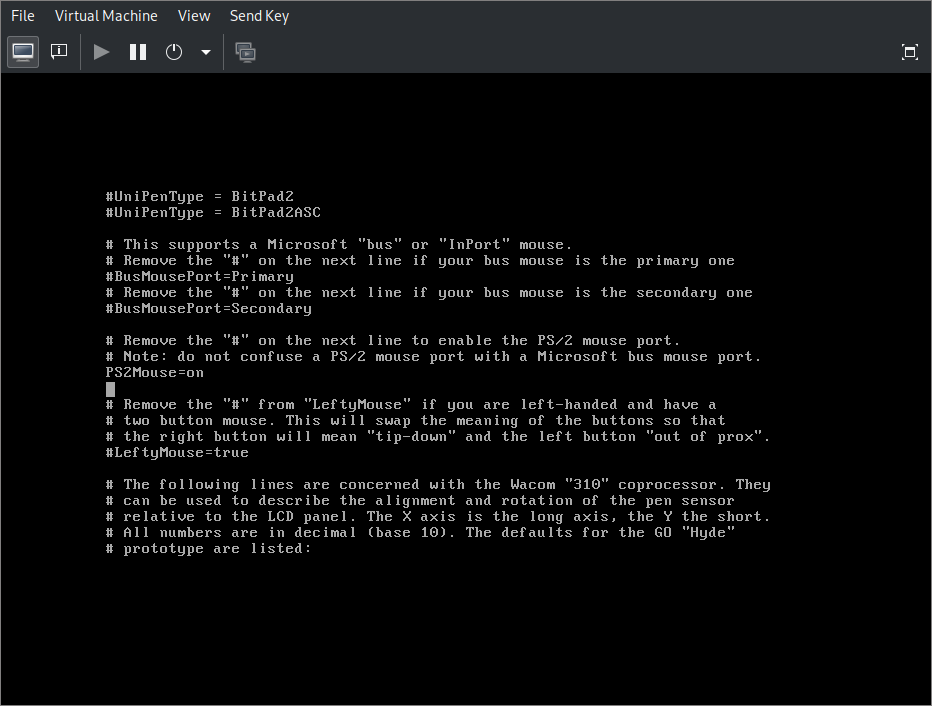 File Virtual Machine View Send Key
#UniPenType = BitPad2
#UniPenType = BitPad2ASC
# This supports a Microsoft "bus" or "InPort" mouse.
# Remove the "#" on the next line if your bus mouse is the primary one
#BusMousePort=Primary
# Remove the "#" on the next line if your bus mouse is the secondary one
#BusMousePort=Secondary
# Remove the "#" on the next line to enable the PS/2 mouse port.
# Note: do not confuse a PS/2 mouse port with a Microsoft bus mouse port.
PS2Mouse=on
# Remove the "#" from "LeftyMouse" if you are left-handed and have a
# two button mouse. This will swap the meaning of the buttons so that
# the right button will mean "tip-down" and the left button "out of prox".
#LeftyMouse=true
# The following lines are concerned with the Wacom "310" coprocessor. They
# can be used to describe the alignment and rotation of the pen sensor
# relative to the LCD panel. The X axis is the long axis, the Y the short.
# All numbers are in decimal (base 10). The defaults for the GO "Hyde"
# prototype are listed: